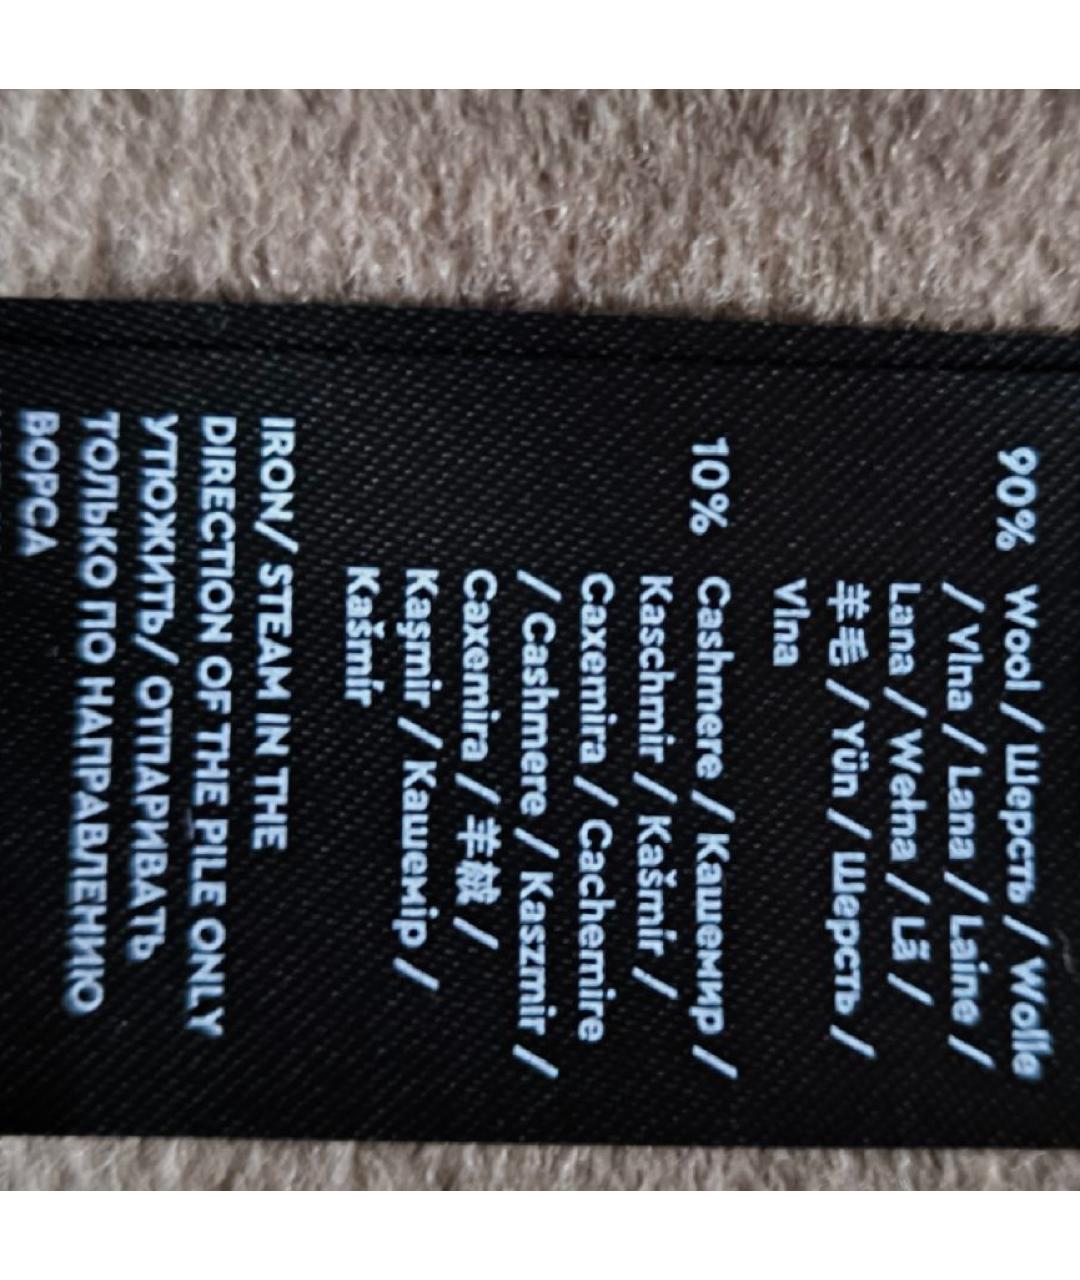 90% Wool / Шерсть / Wolle
/ Vlna / Lana / Laine /
Lana / Wełna / Lã /
羊毛 / Yün / Шерсть /
Vlna
10% Cashmere / Кашемир /
Kaschmir / Kašmír /
Caxemira / Cachemire
/ Cashmere / Kaszmir /
Caxemira / 羊絨 /
Kaşmir / Кашемір /
Kašmír
IRON/ STEAM IN THE
DIRECTION OF THE PILE ONLY
УТЮЖИТЬ/ ОТПАРИВАТЬ
ТОЛЬКО ПО НАПРАВЛЕНИЮ
ВОРСА